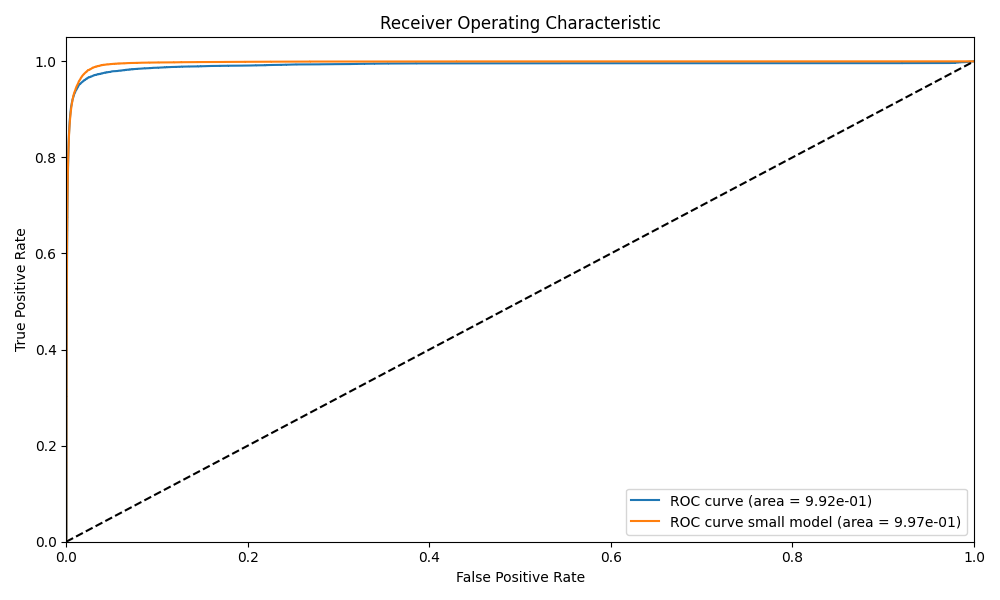 Receiver Operating Characteristic
True Positive Rate
1.0
0.8
0.6
0.4
0.2
0.0
0.0 0.2 0.4 0.6 0.8 1.0
False Positive Rate
ROC curve (area = 9.92e-01)
ROC curve small model (area = 9.97e-01)